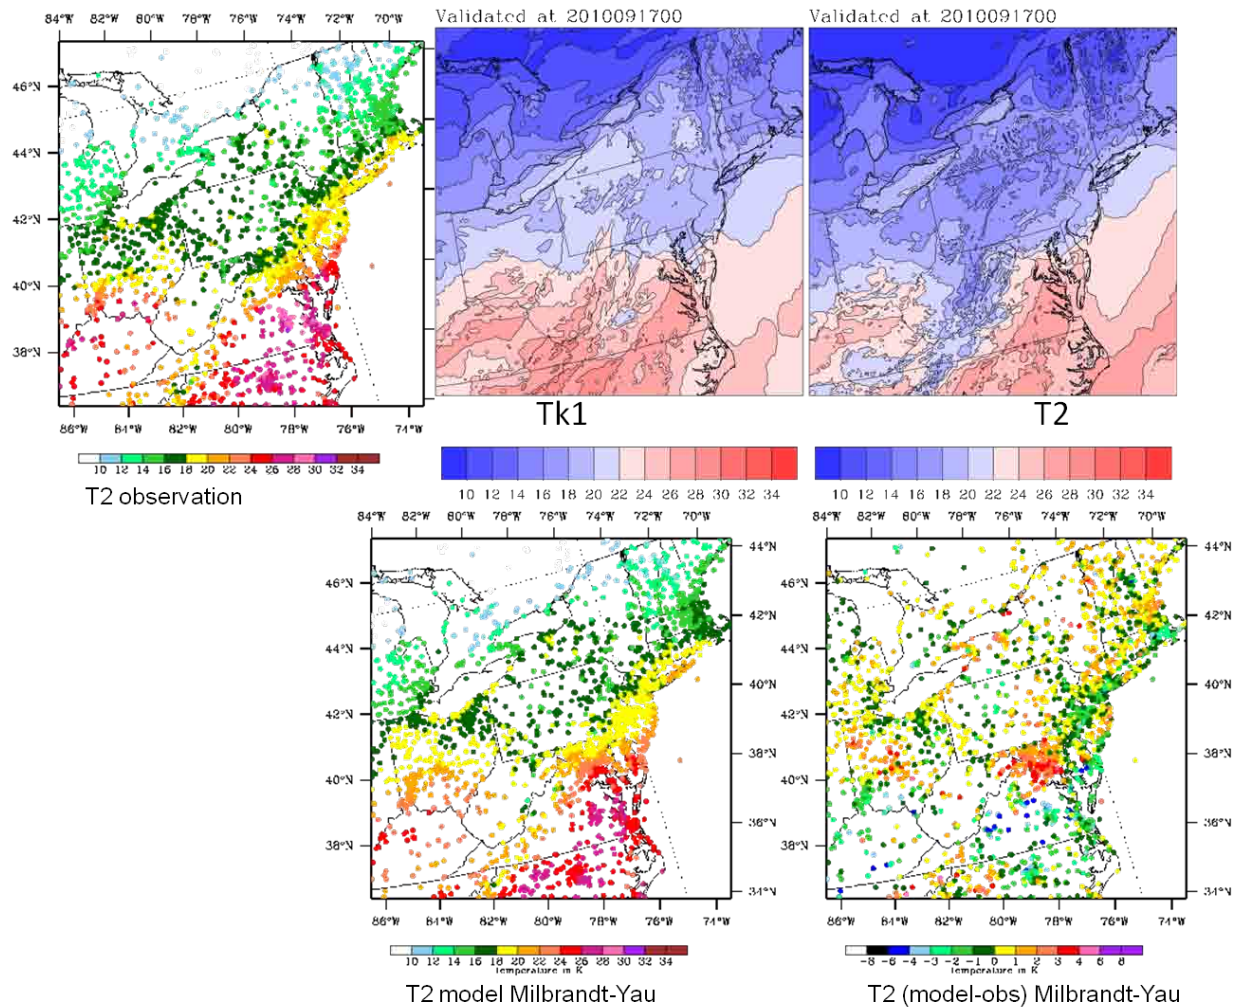 Validated at 2010091700 Validated at 2010091700
84°W 82°W 80°W 78°W 76°W 74°W 72°W 70°W
46°N
44°N
42°N
40°N
38°N
86°W 84°W 82°W 80°W 78°W 76°W 74°W
Tk1 T2
10 12 14 16 18 20 22 24 26 28 30 32 34
T2 observation
10 12 14 16 18 20 22 24 26 28 30 32 34
10 12 14 16 18 20 22 24 26 28 30 32 34
84°W 82°W 80°W 78°W 76°W 74°W 72°W 70°W
46°N 44°N
44°N 42°N
42°N 40°N
40°N 38°N
38°N 36°N
34°N
86°W 84°W 82°W 80°W 78°W 76°W 74°W
10 12 14 16 18 20 22 24 26 28 30 32 34
Temperature in K
T2 model Milbrandt-Yau
84°W 82°W 80°W 78°W 76°W 74°W 72°W 70°W
46°N 44°N
44°N 42°N
42°N 40°N
40°N 38°N
38°N 36°N
34°N
86°W 84°W 82°W 80°W 78°W 76°W 74°W
-8 -6 -4 -3 -2 -1 0 1 2 3 4 6 8
Temperature in K
T2 (model-obs) Milbrandt-Yau